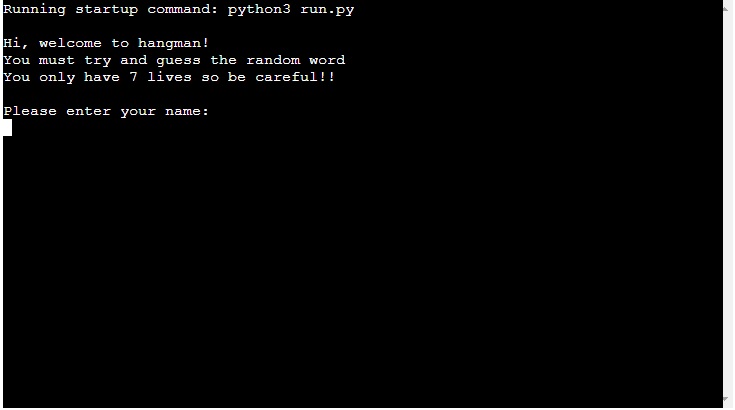 Running startup command: python3 run.py
Hi, welcome to hangman!
You must try and guess the random word
You only have 7 lives so be careful!!
Please enter your name: